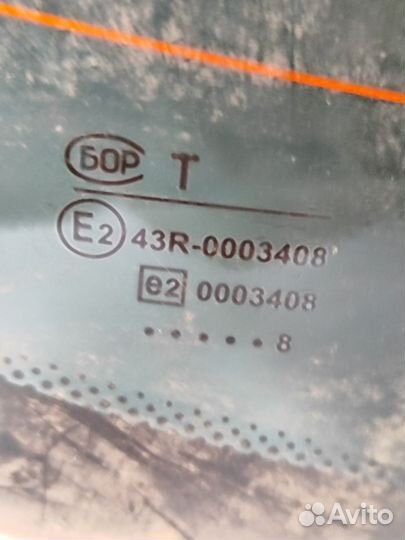 БОР T
E2 43R-0003408
e2 0003408
. . . . . 8
Avito